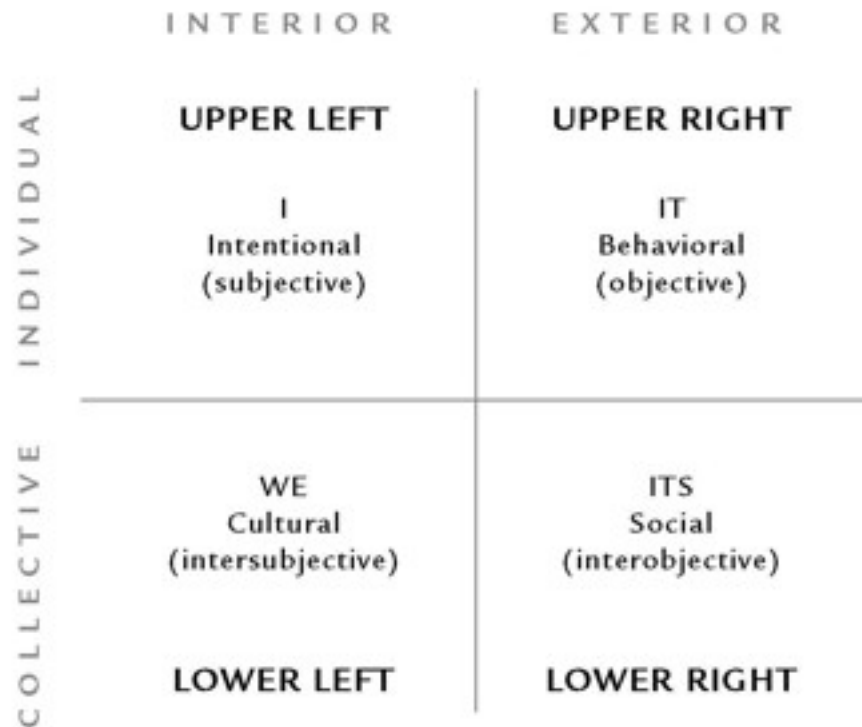 INTERIOR
EXTERIOR
INDIVIDUAL
UPPER LEFT
I
Intentional
(subjective)
UPPER RIGHT
IT
Behavioral
(objective)
COLLECTIVE
WE
Cultural
(intersubjective)
LOWER LEFT
ITS
Social
(interobjective)
LOWER RIGHT